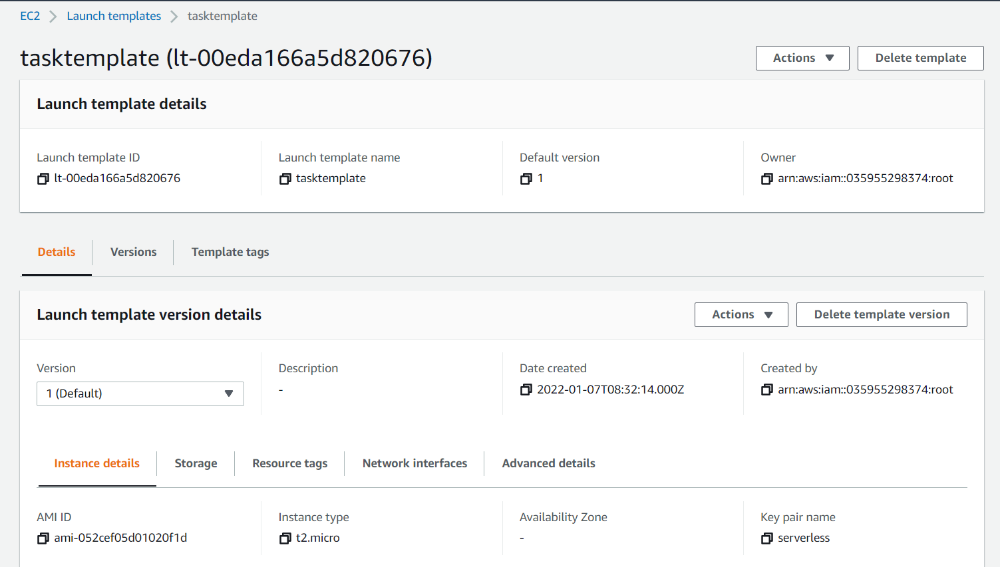 EC2 Launch templates tasktemplate
tasktemplate (lt-00eda166a5d820676)
Actions Delete template
Launch template details
Launch template ID Launch template name Default version Owner
lt-00eda166a5d820676 tasktemplate 1 arn:aws:iam::035955298374:root
Details Versions Template tags
Launch template version details
Actions Delete template version
Version Description Date created Created by
1 (Default) - 2022-01-07T08:32:14.000Z arn:aws:iam::035955298374:root
Instance details Storage Resource tags Network interfaces Advanced details
AMI ID Instance type Availability Zone Key pair name
ami-052cef05d01020f1d t2.micro - serverless